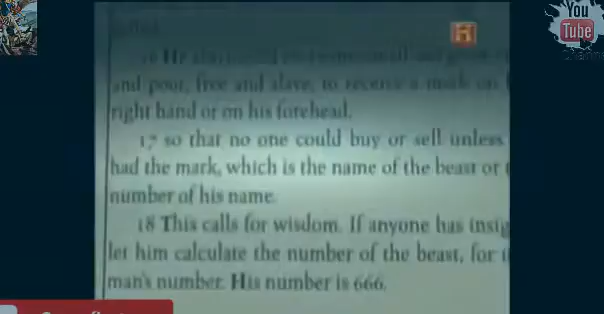 You
Tube
H
16 He also
and poor, free and slave, to receive a mark on
right hand or on his forehead,
17 so that no one could buy or sell unless
had the mark, which is the name of the beast or
number of his name.
18 This calls for wisdom. If anyone has insig
let him calculate the number of the beast, for i
man's number. His number is 666.